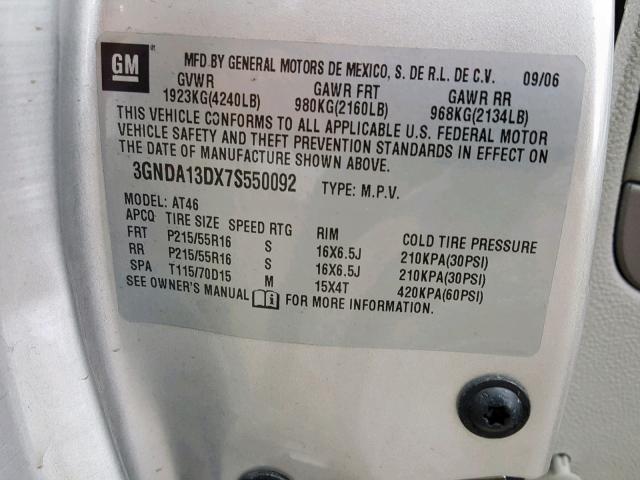 GM MFD BY GENERAL MOTORS DE MEXICO, S. DE R.L. DE C.V. 09/06
GVWR GAWR FRT GAWR RR
1923KG(4240LB) 980KG(2160LB) 968KG(2134LB)
THIS VEHICLE CONFORMS TO ALL APPLICABLE U.S. FEDERAL MOTOR
VEHICLE SAFETY AND THEFT PREVENTION STANDARDS IN EFFECT ON
THE DATE OF MANUFACTURE SHOWN ABOVE.
3GNDA13DX7S550092 TYPE: M.P.V.
MODEL: AT46
APCQ TIRE SIZE SPEED RTG RIM COLD TIRE PRESSURE
FRT P215/55R16 S 16X6.5J 210KPA(30PSI)
RR P215/55R16 S 16X6.5J 210KPA(30PSI)
SPA T115/70D15 M 15X4T 420KPA(60PSI)
SEE OWNER'S MANUAL FOR MORE INFORMATION.